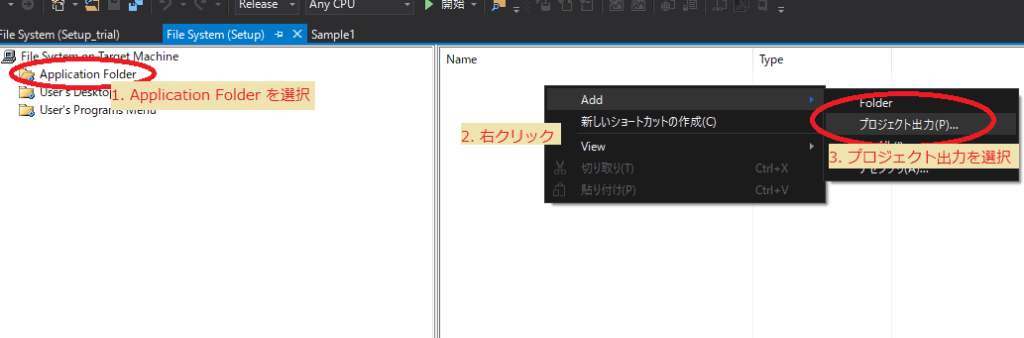 Release Any CPU 開始
File System (Setup_trial) File System (Setup) Sample1
File System on Target Machine
Application Folder
User's Desktop
User's Programs Menu
1. Application Folder を選択
Name Type
2. 右クリック
Add
新しいショートカットの作成(C)
View
切り取り(T) Ctrl+X
貼り付け(P) Ctrl+V
Folder
プロジェクト出力(P)...
3. プロジェクト出力を選択
アセンブリ(A)...